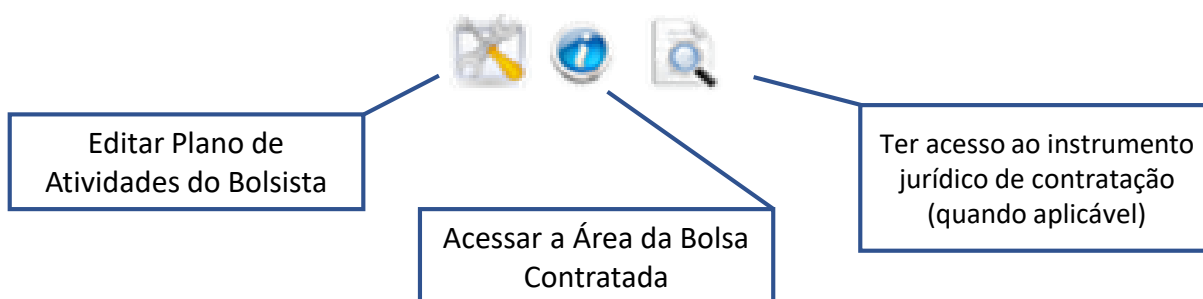 Editar Plano de
Atividades do Bolsista
Acessar a Área da Bolsa
Contratada
Ter acesso ao instrumento
jurídico de contratação
(quando aplicável)